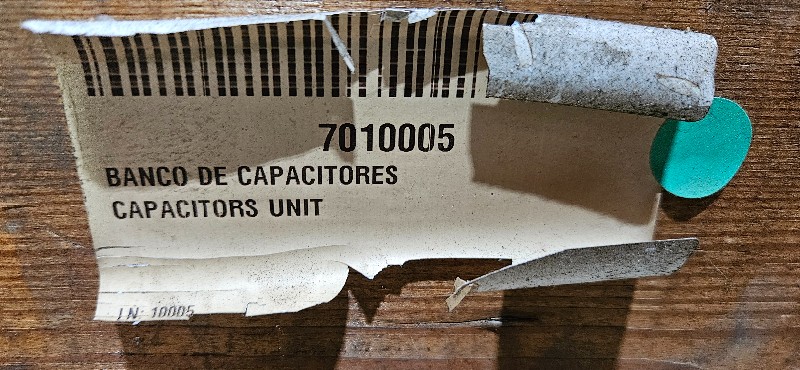 7010005
BANCO DE CAPACITORES
CAPACITORS UNIT
LN: 10005